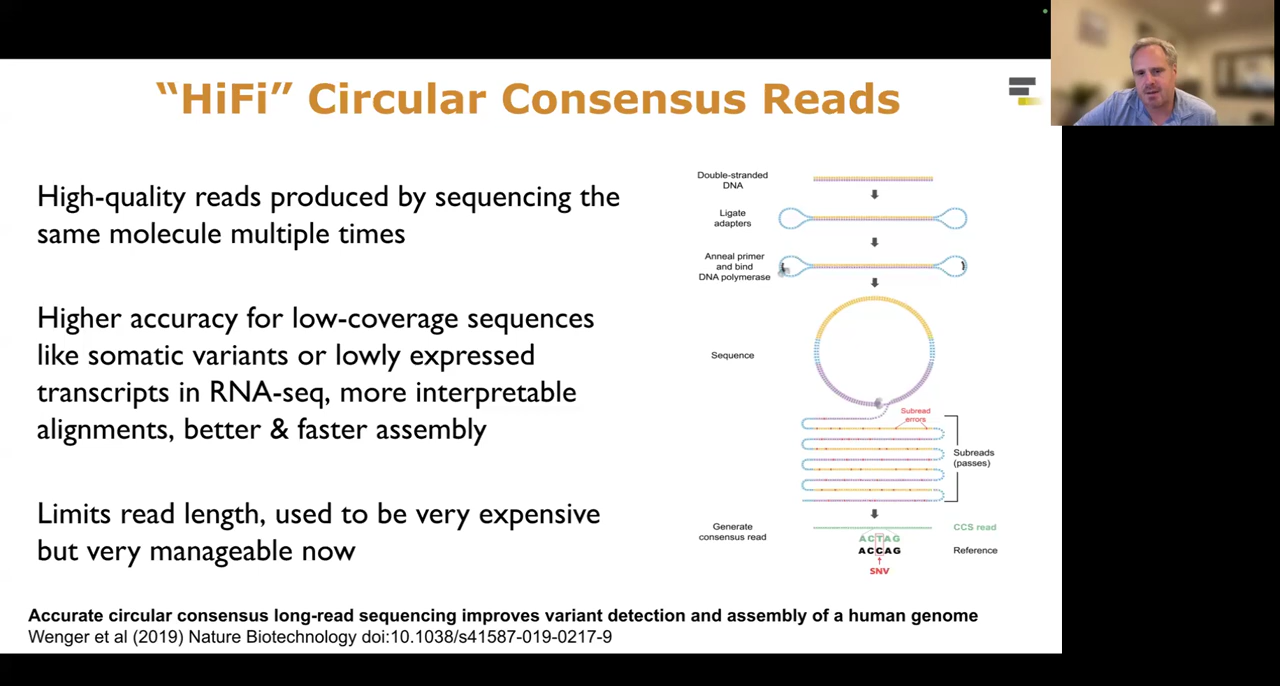 “HiFi” Circular Consensus Reads
High-quality reads produced by sequencing the
same molecule multiple times
Higher accuracy for low-coverage sequences
like somatic variants or lowly expressed
transcripts in RNA-seq, more interpretable
alignments, better & faster assembly
Limits read length, used to be very expensive
but very manageable now
Double-stranded
DNA
Ligate
adapters
Anneal primer
and bind
DNA polymerase
Sequence
Subread
errors
Subreads
(passes)
Generate
consensus read
CCS read
ACTAG
ACCAG
Reference
SNV
Accurate circular consensus long-read sequencing improves variant detection and assembly of a human genome
Wenger et al (2019) Nature Biotechnology doi:10.1038/s41587-019-0217-9